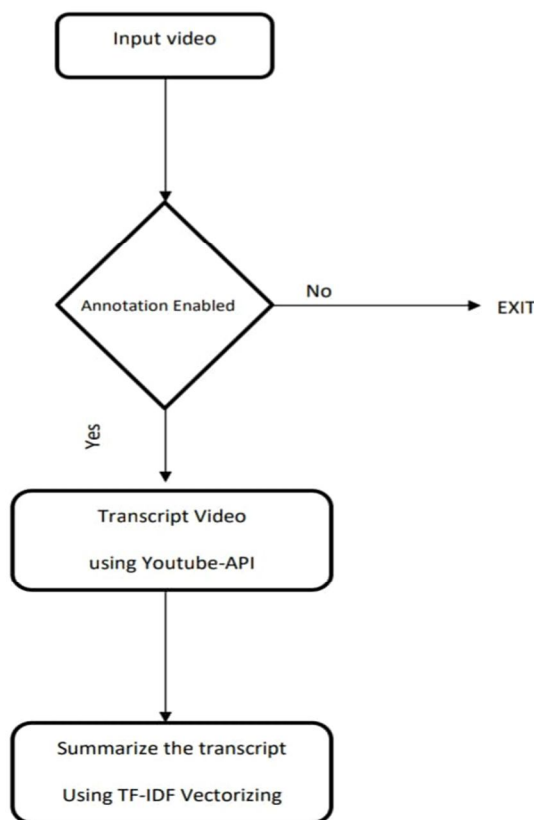 Input video
Annotation Enabled
No
EXIT
Yes
Transcript Video
using Youtube-API
Summarize the transcript
Using TF-IDF Vectorizing